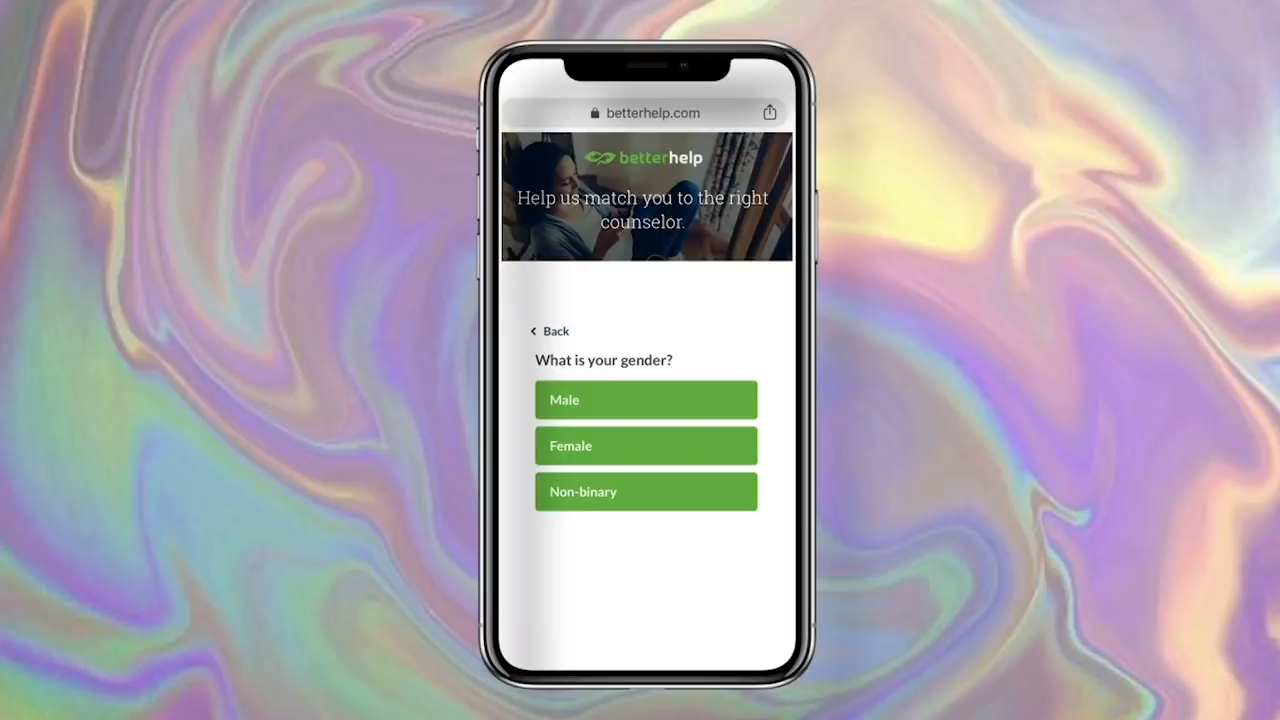 betterhelp.com
betterhelp
Help us match you to the right
counselor.
Back
What is your gender?
Male
Female
Non-binary